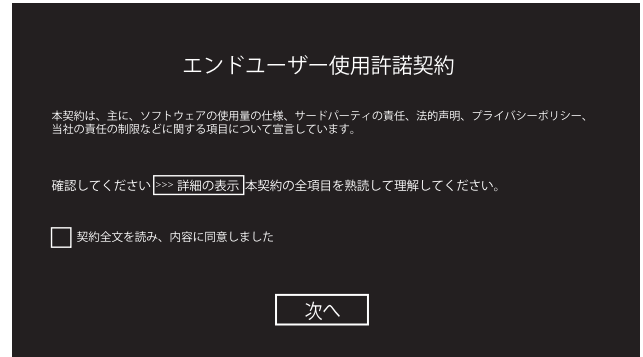 エンドユーザー使用許諾契約
本契約は、主に、ソフトウェアの使用量の仕様、サードパーティの責任、法的声明、プライバシーポリシー、
当社の責任の制限などに関する項目について宣言しています。
確認してください >>> 詳細の表示 本契約の全項目を熟読して理解してください。
契約全文を読み、内容に同意しました
次へ